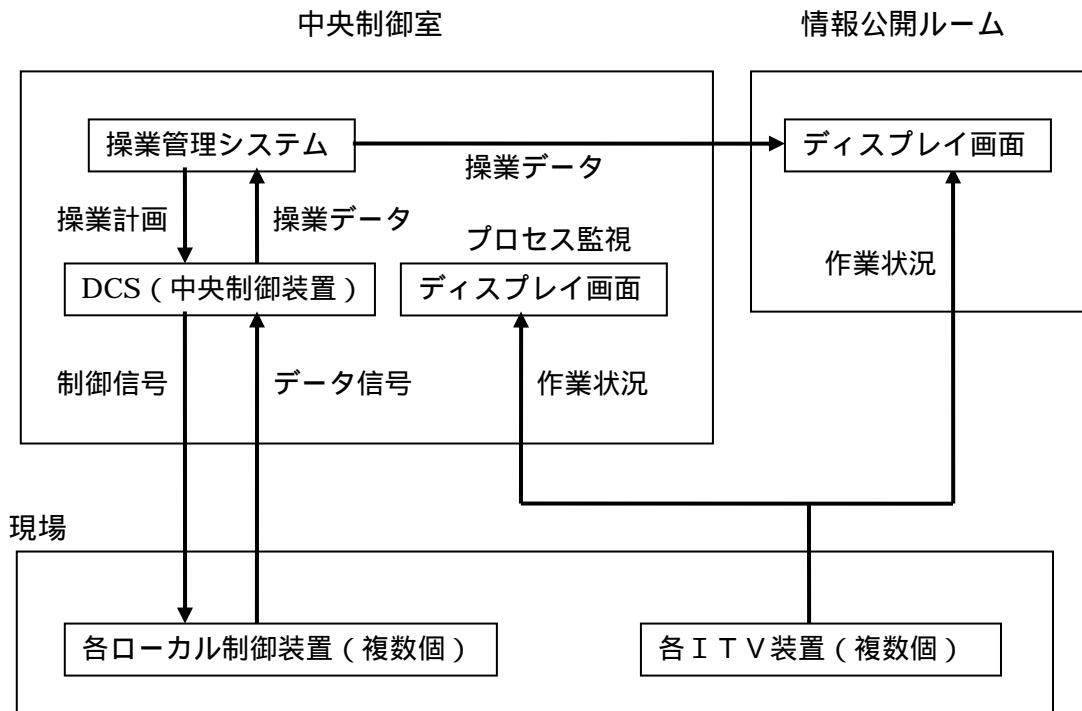 中央制御室
情報公開ルーム
操業管理システム
ディスプレイ画面
操業データ
操業計画
操業データ
プロセス監視
作業状況
DCS（中央制御装置）
ディスプレイ画面
制御信号
データ信号
作業状況
現場
各ローカル制御装置（複数個）
各ＩＴＶ装置（複数個）